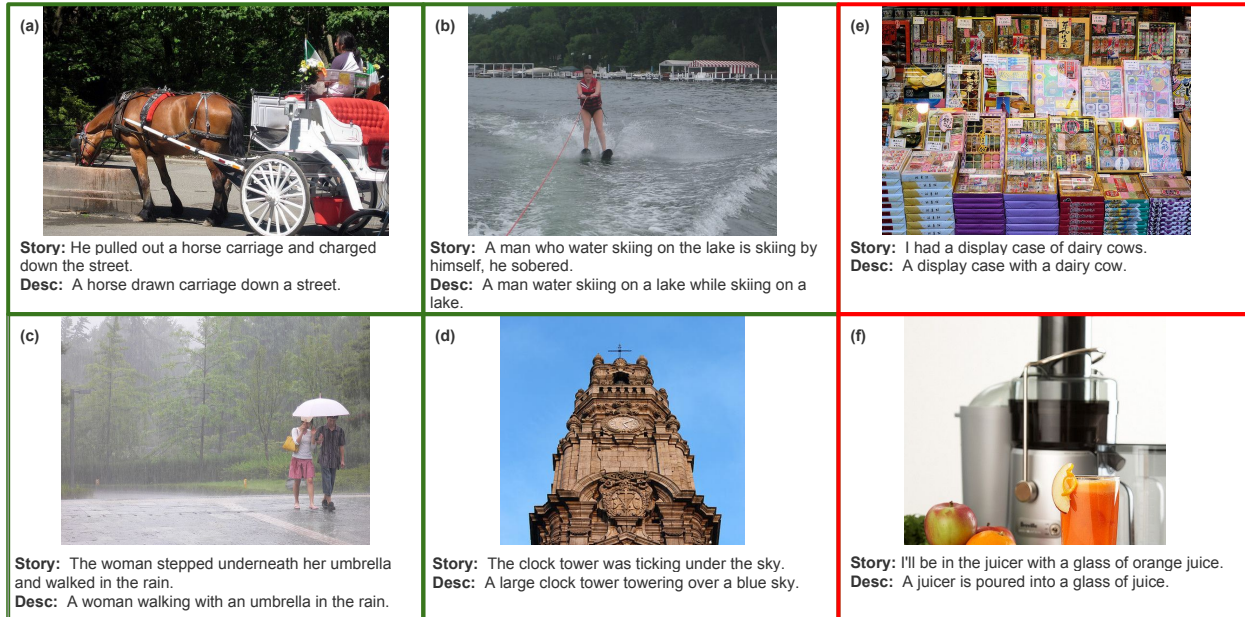 (a)
Story: He pulled out a horse carriage and charged
down the street.
Desc: A horse drawn carriage down a street.
(b)
Story: A man who water skiing on the lake is skiing by
himself, he sobered.
Desc: A man water skiing on a lake while skiing on a
lake.
(e)
Story: I had a display case of dairy cows.
Desc: A display case with a dairy cow.
(c)
Story: The woman stepped underneath her umbrella
and walked in the rain.
Desc: A woman walking with an umbrella in the rain.
(d)
Story: The clock tower was ticking under the sky.
Desc: A large clock tower towering over a blue sky.
(f)
Story: I'll be in the juicer with a glass of orange juice.
Desc: A juicer is poured into a glass of juice.